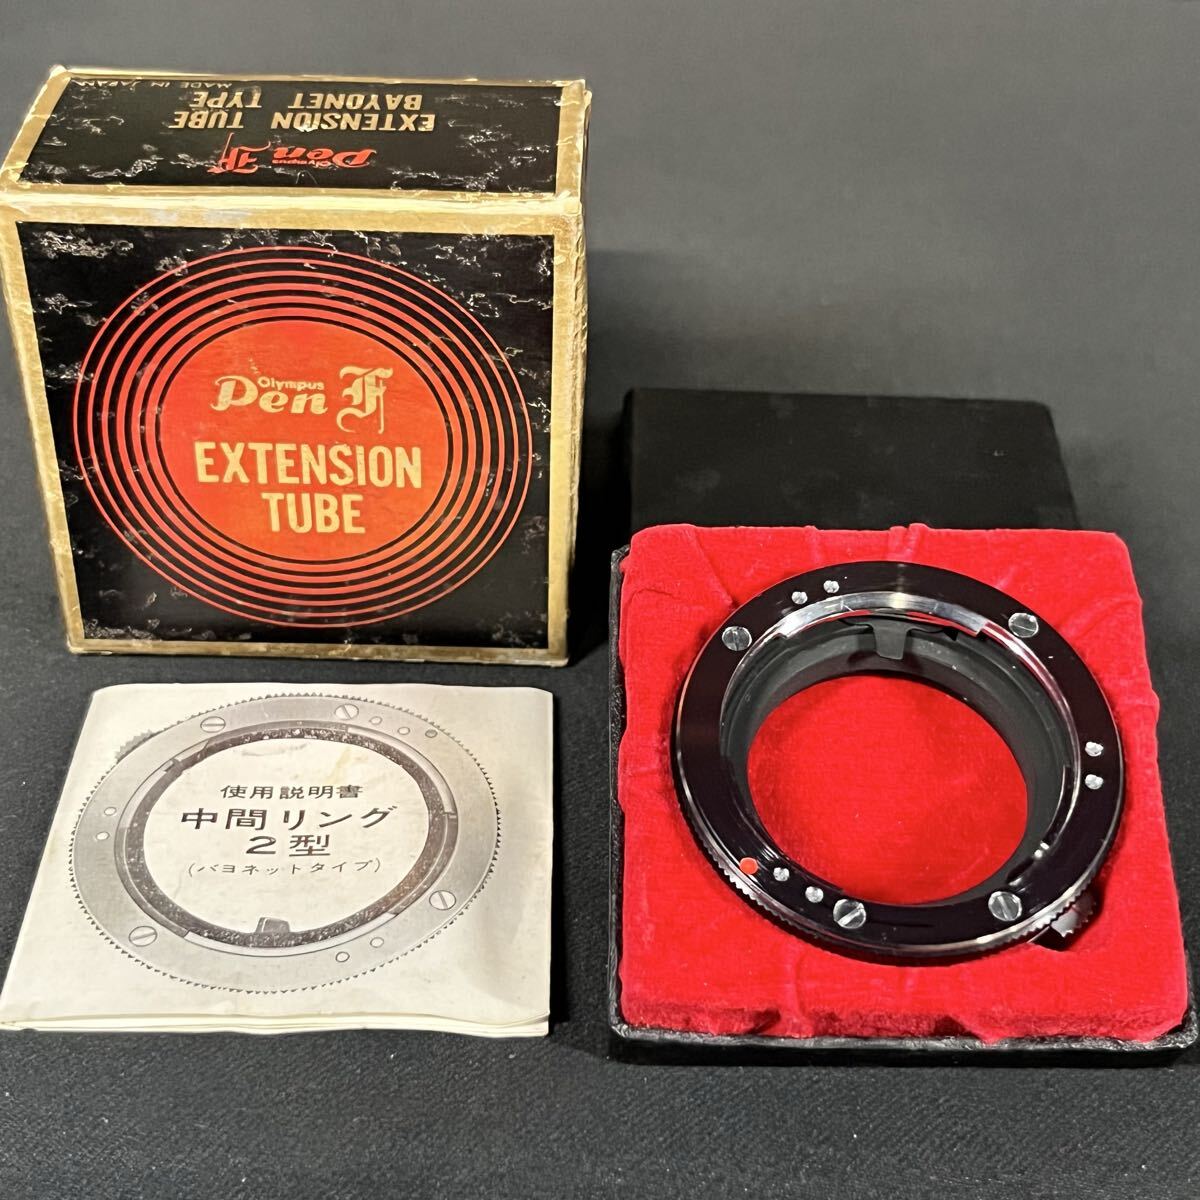 MADE IN JAPAN
EXTENSION TUBE
BAYONET TYPE
Olympus
Pen F
Olympus
Pen F
EXTENSION
TUBE
使用説明書
中間リング
2型
(バヨネットタイプ)